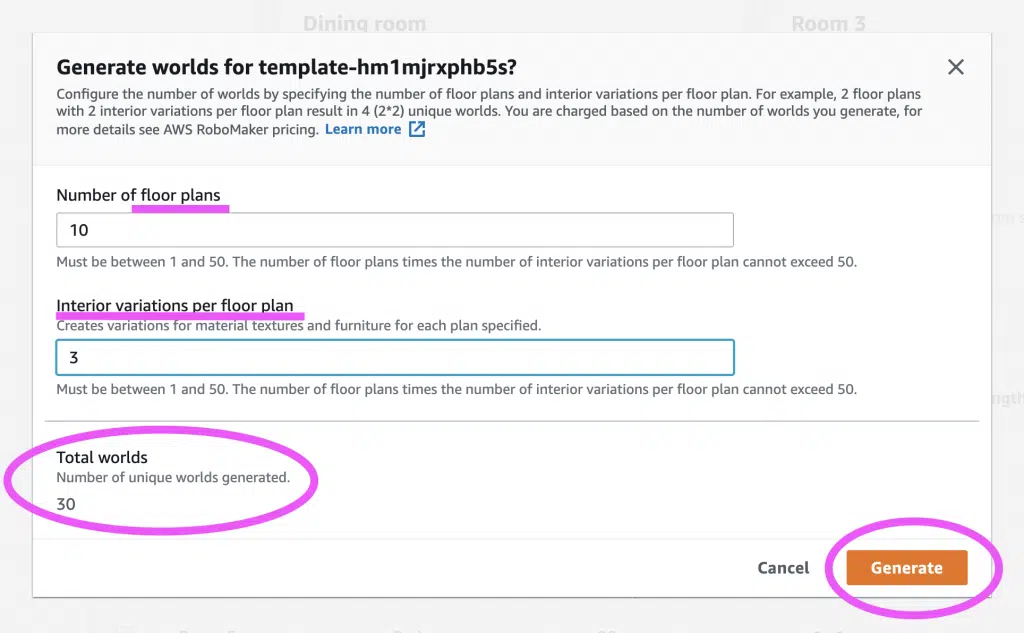 Dining room
Room 3
Generate worlds for template-hm1mjrxphb5s?
Configure the number of worlds by specifying the number of floor plans and interior variations per floor plan. For example, 2 floor plans
with 2 interior variations per floor plan result in 4 (2*2) unique worlds. You are charged based on the number of worlds you generate, for
more details see AWS RoboMaker pricing. Learn more
Number of floor plans
10
Must be between 1 and 50. The number of floor plans times the number of interior variations per floor plan cannot exceed 50.
Interior variations per floor plan
Creates variations for material textures and furniture for each plan specified.
3
Must be between 1 and 50. The number of floor plans times the number of interior variations per floor plan cannot exceed 50.
Total worlds
Number of unique worlds generated.
30
Cancel
Generate